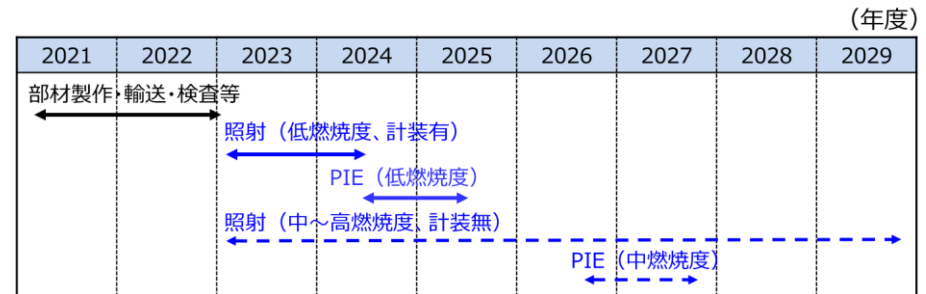 （年度）
2021 2022 2023 2024 2025 2026 2027 2028 2029
部材製作・輸送・検査等
照射（低燃焼度、計装有）
PIE（低燃焼度）
照射（中～高燃焼度、計装無）
PIE（中燃焼度）